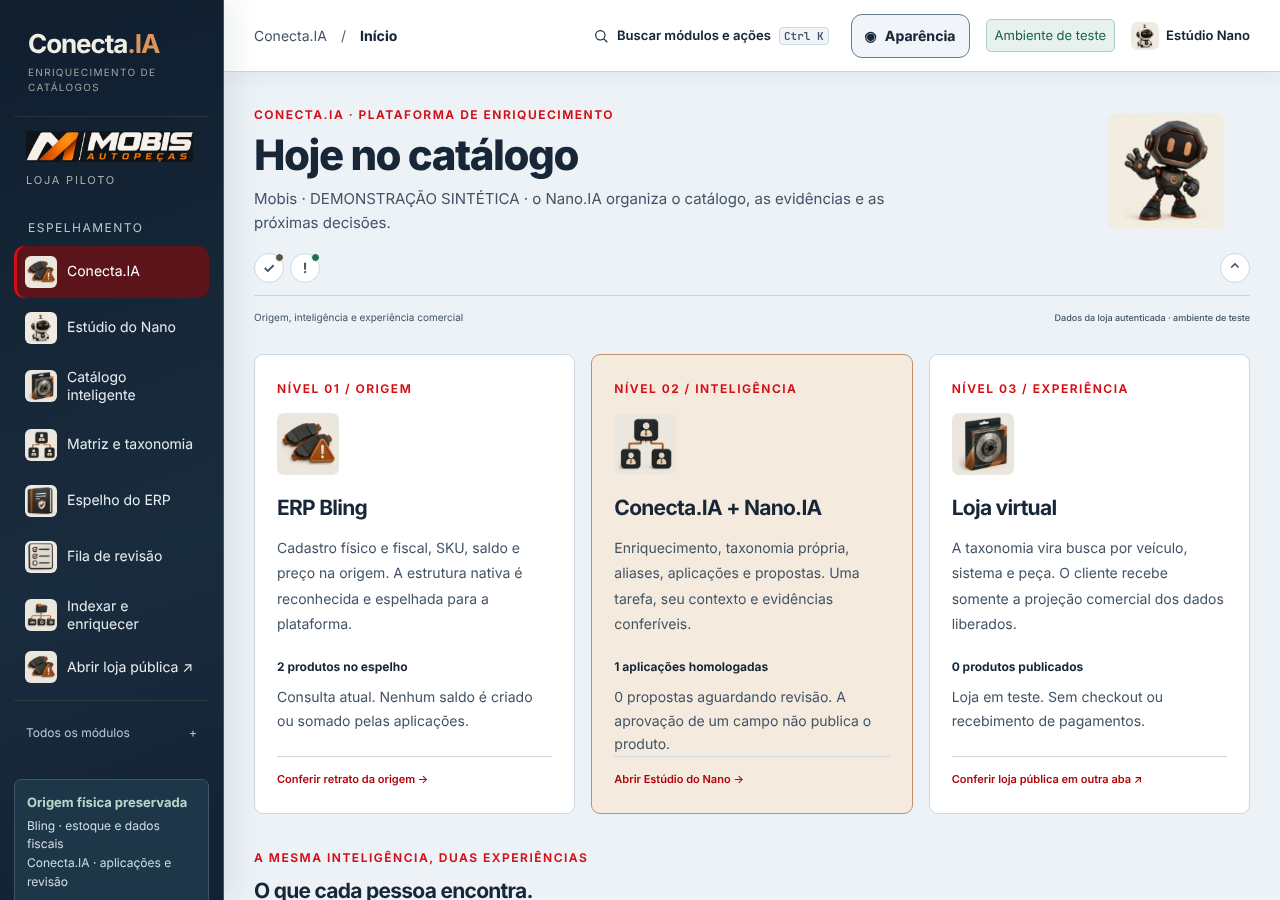 Conecta.IA
ENRIQUECIMENTO DE
CATÁLOGOS
MOBIS
AUTOPEÇAS
LOJA PILOTO
ESPELHAMENTO
Conecta.IA
Estúdio do Nano
Catálogo
inteligente
Matriz e taxonomia
Espelho do ERP
Fila de revisão
Indexar e
enriquecer
Abrir loja pública ↗
Todos os módulos +
Origem física preservada
Bling · estoque e dados
fiscais
Conecta.IA · aplicações e
revisão
Conecta.IA / Início
Buscar módulos e ações Ctrl K
◉ Aparência
Ambiente de teste
Estúdio Nano
CONECTA.IA · PLATAFORMA DE ENRIQUECIMENTO
Hoje no catálogo
Mobis · DEMONSTRAÇÃO SINTÉTICA · o Nano.IA organiza o catálogo, as evidências e as
próximas decisões.
!
Origem, inteligência e experiência comercial
Dados da loja autenticada · ambiente de teste
NÍVEL 01 / ORIGEM
ERP Bling
Cadastro físico e fiscal, SKU, saldo e
preço na origem. A estrutura nativa é
reconhecida e espelhada para a
plataforma.
2 produtos no espelho
Consulta atual. Nenhum saldo é criado
ou somado pelas aplicações.
Conferir retrato da origem →
NÍVEL 02 / INTELIGÊNCIA
Conecta.IA + Nano.IA
Enriquecimento, taxonomia própria,
aliases, aplicações e propostas. Uma
tarefa, seu contexto e evidências
conferíveis.
1 aplicações homologadas
0 propostas aguardando revisão. A
aprovação de um campo não publica o
produto.
Abrir Estúdio do Nano →
NÍVEL 03 / EXPERIÊNCIA
Loja virtual
A taxonomia vira busca por veículo,
sistema e peça. O cliente recebe
somente a projeção comercial dos dados
liberados.
0 produtos publicados
Loja em teste. Sem checkout ou
recebimento de pagamentos.
Conferir loja pública em outra aba ↗
A MESMA INTELIGÊNCIA, DUAS EXPERIÊNCIAS
O que cada pessoa encontra.